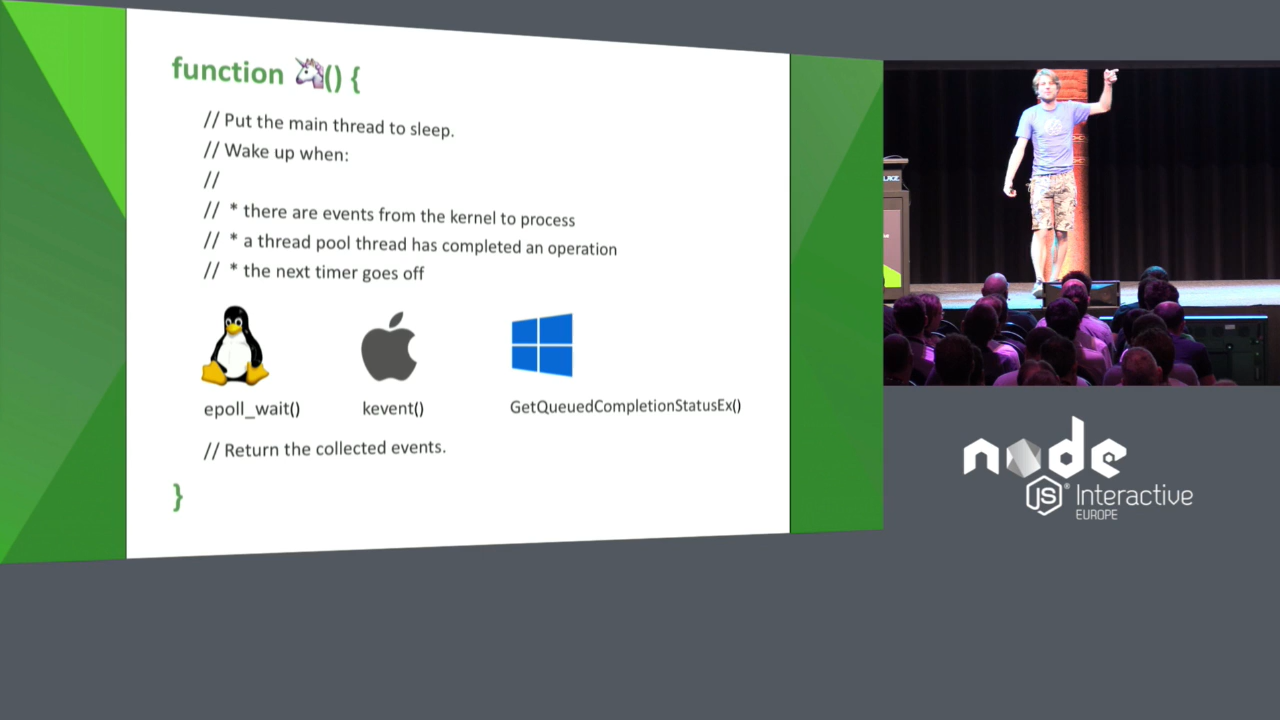 function 🦄() {
// Put the main thread to sleep.
// Wake up when:
//
// * there are events from the kernel to process
// * a thread pool thread has completed an operation
// * the next timer goes off
epoll_wait()
kevent()
GetQueuedCompletionStatusEx()
// Return the collected events.
}
node
JS® Interactive
EUROPE